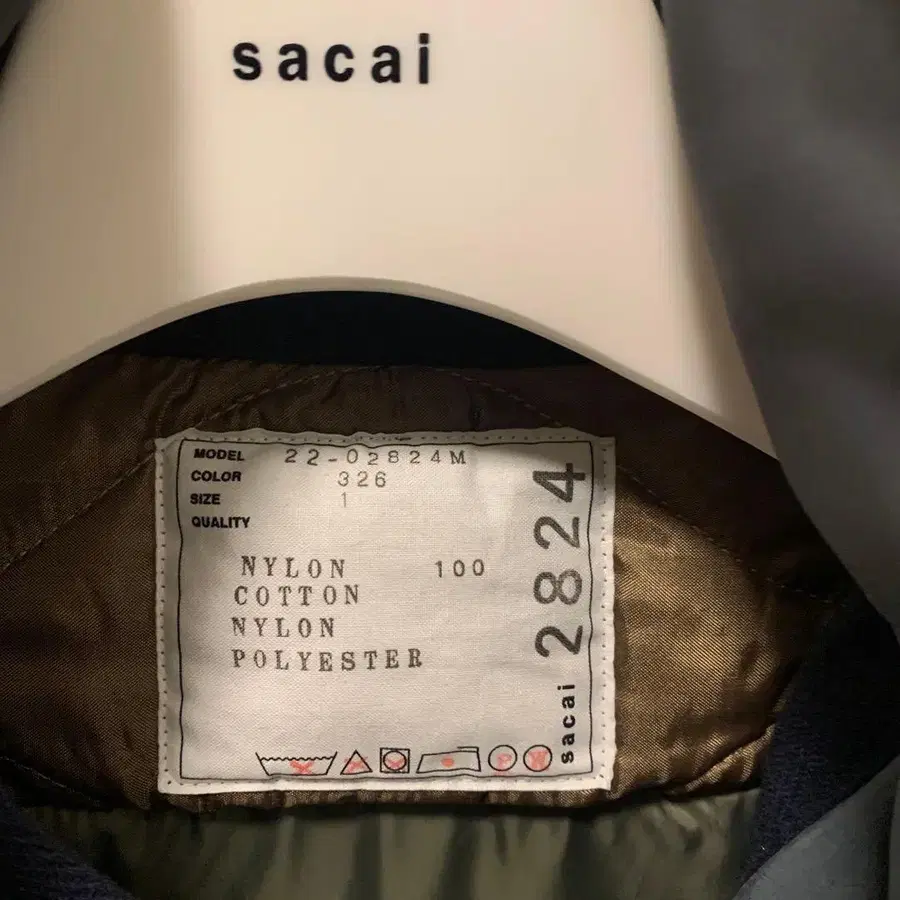 sacai
MODEL 22-02824M
COLOR 326
SIZE 1
QUALITY
NYLON 100
COTTON
NYLON
POLYESTER
P W
sacai 2824